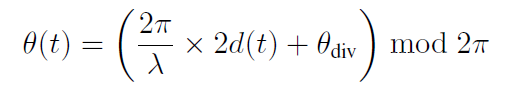 θ(t) = (2π/λ × 2d(t) + θ_div) mod 2π